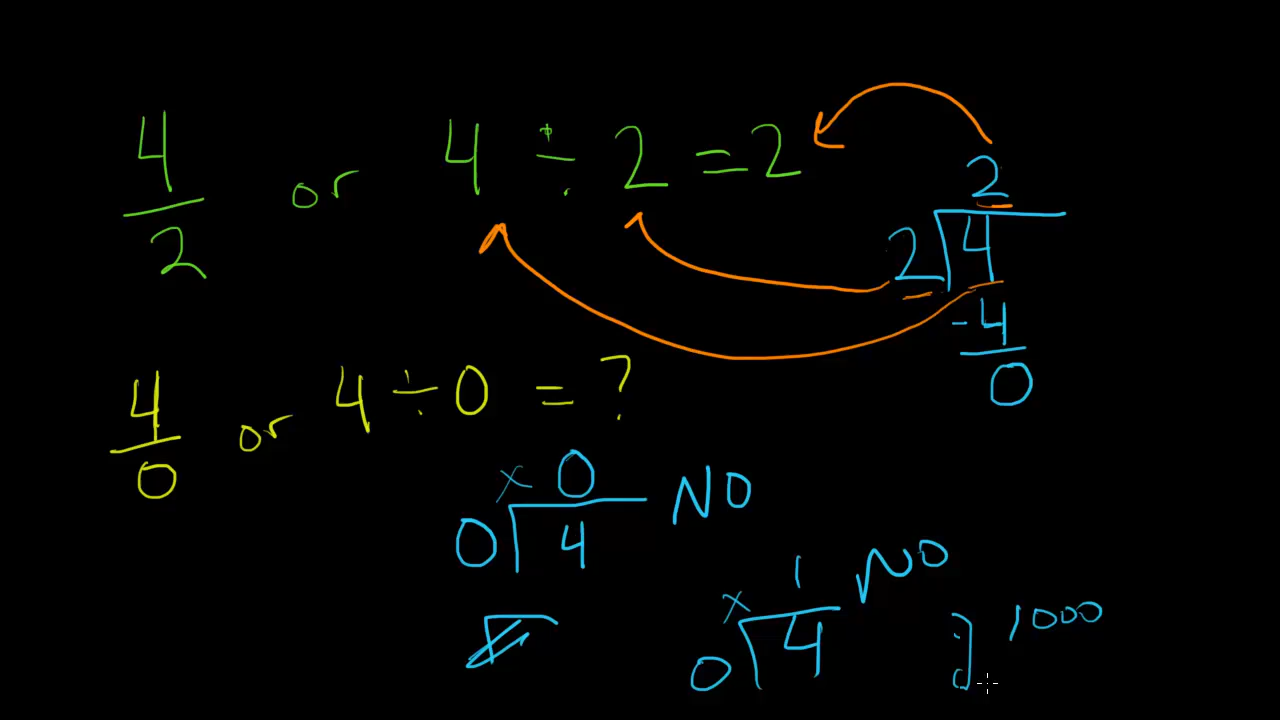 4/2 or 4 ÷ 2 = 2
2
2 4
-4
0
4/0 or 4 ÷ 0 = ?
x 0 NO
0 4
x 1 NO
0 4
1000